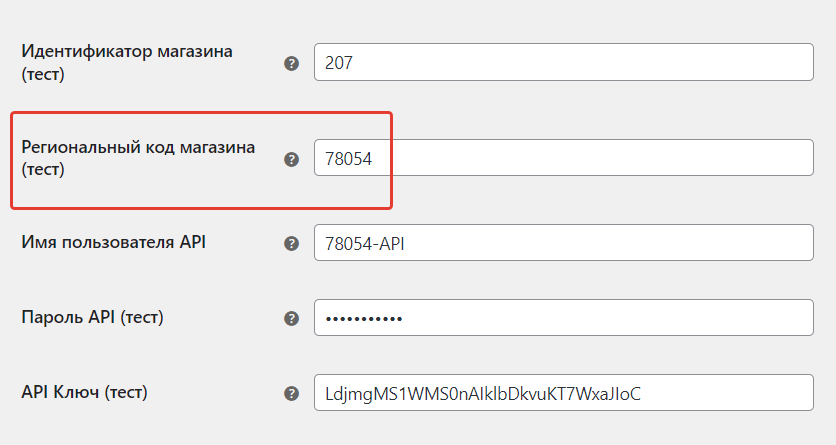 Идентификатор магазина
(тест)
207
Региональный код магазина
(тест)
78054
Имя пользователя API
78054-API
Пароль API (тест)
•••••••••••
API Ключ (тест)
LdjmgMS1WMS0nAIklbDkvuKT7WxaJIoC